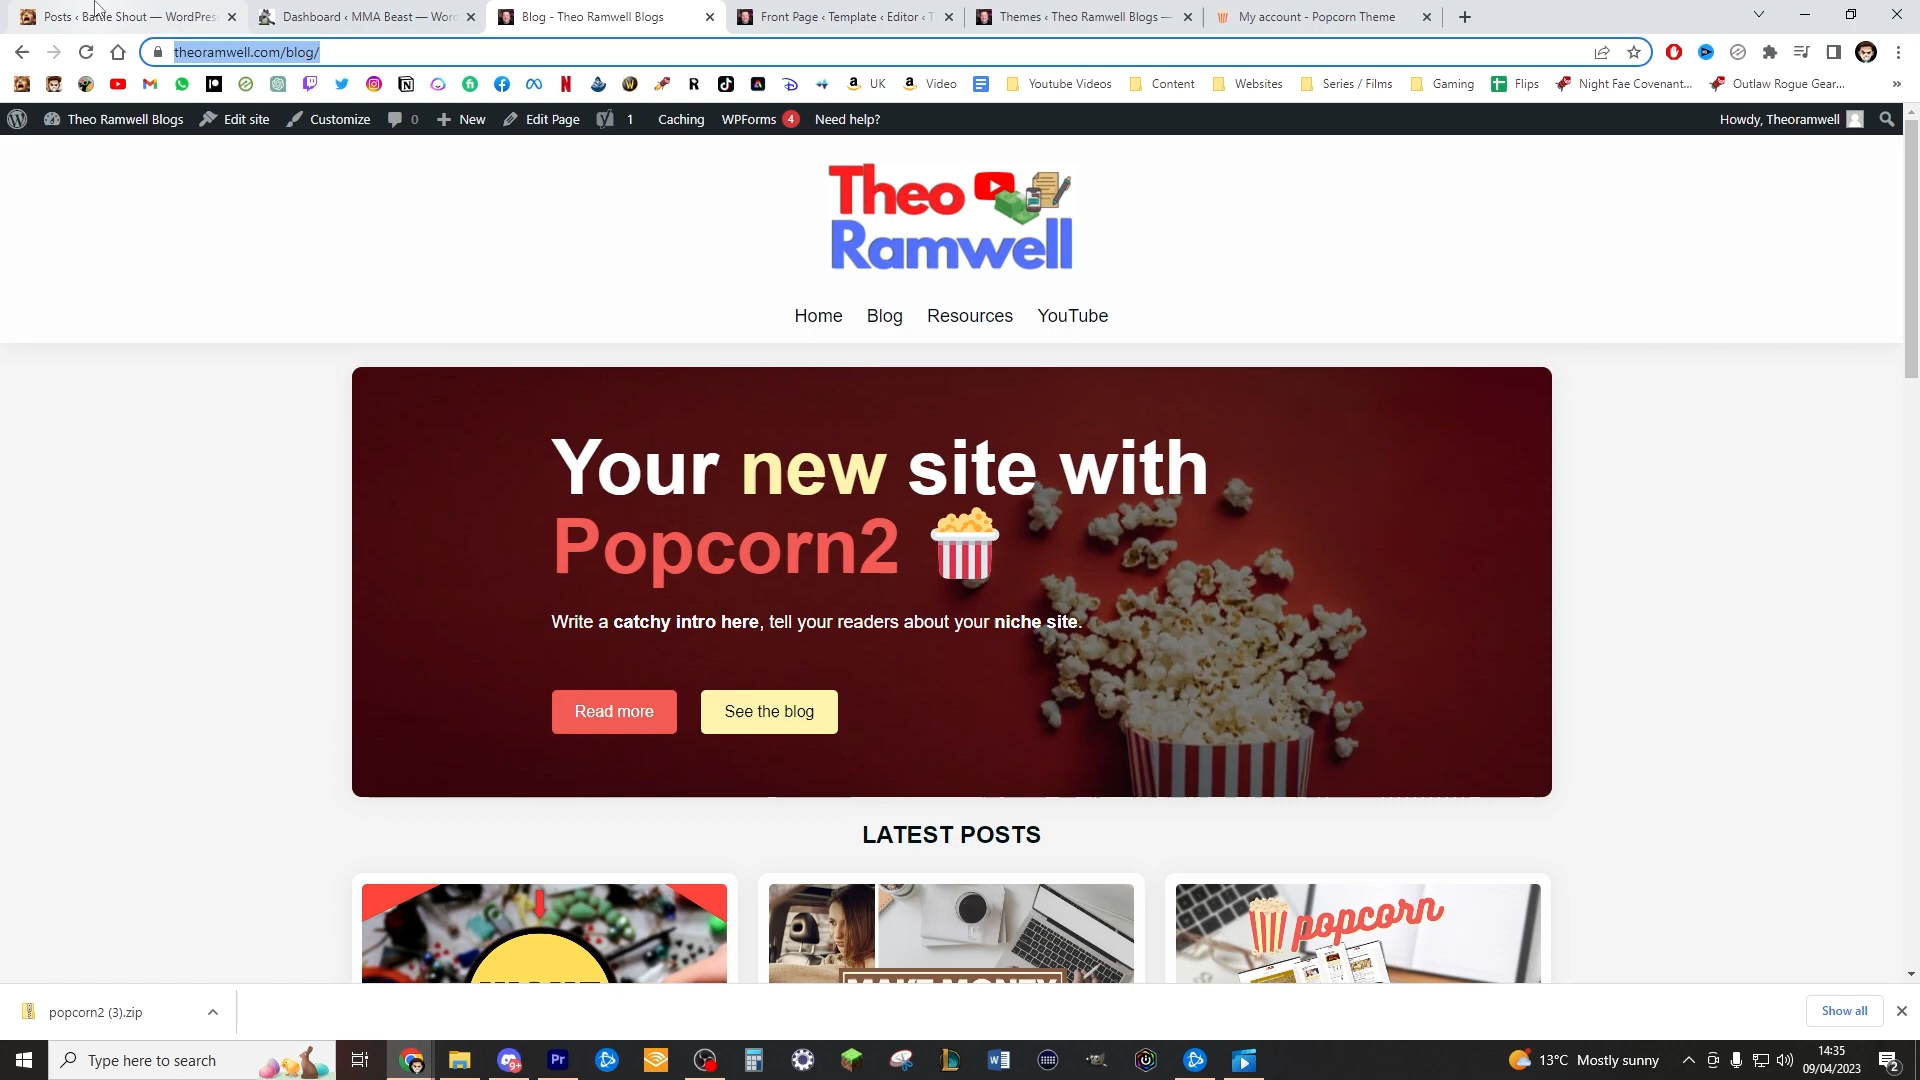 Posts ‹ Battle Shout — WordPres
Dashboard ‹ MMA Beast — Word
Blog - Theo Ramwell Blogs
Front Page ‹ Template ‹ Editor ‹ T
Themes ‹ Theo Ramwell Blogs —
My account - Popcorn Theme
theoramwell.com/blog/
UK
Video
Youtube Videos
Content
Websites
Series / Films
Gaming
Flips
Night Fae Covenant...
Outlaw Rogue Gear...
Theo Ramwell Blogs
Edit site
Customize
0
New
Edit Page
1
Caching
WPForms 4
Need help?
Howdy, Theoramwell
Theo
Ramwell
Home
Blog
Resources
YouTube
Your new site with
Popcorn2
Write a catchy intro here, tell your readers about your niche site.
Read more
See the blog
LATEST POSTS
MAKE MONEY
popcorn
popcorn2 (3).zip
Show all
Type here to search
13°C Mostly sunny
14:35
09/04/2023
2